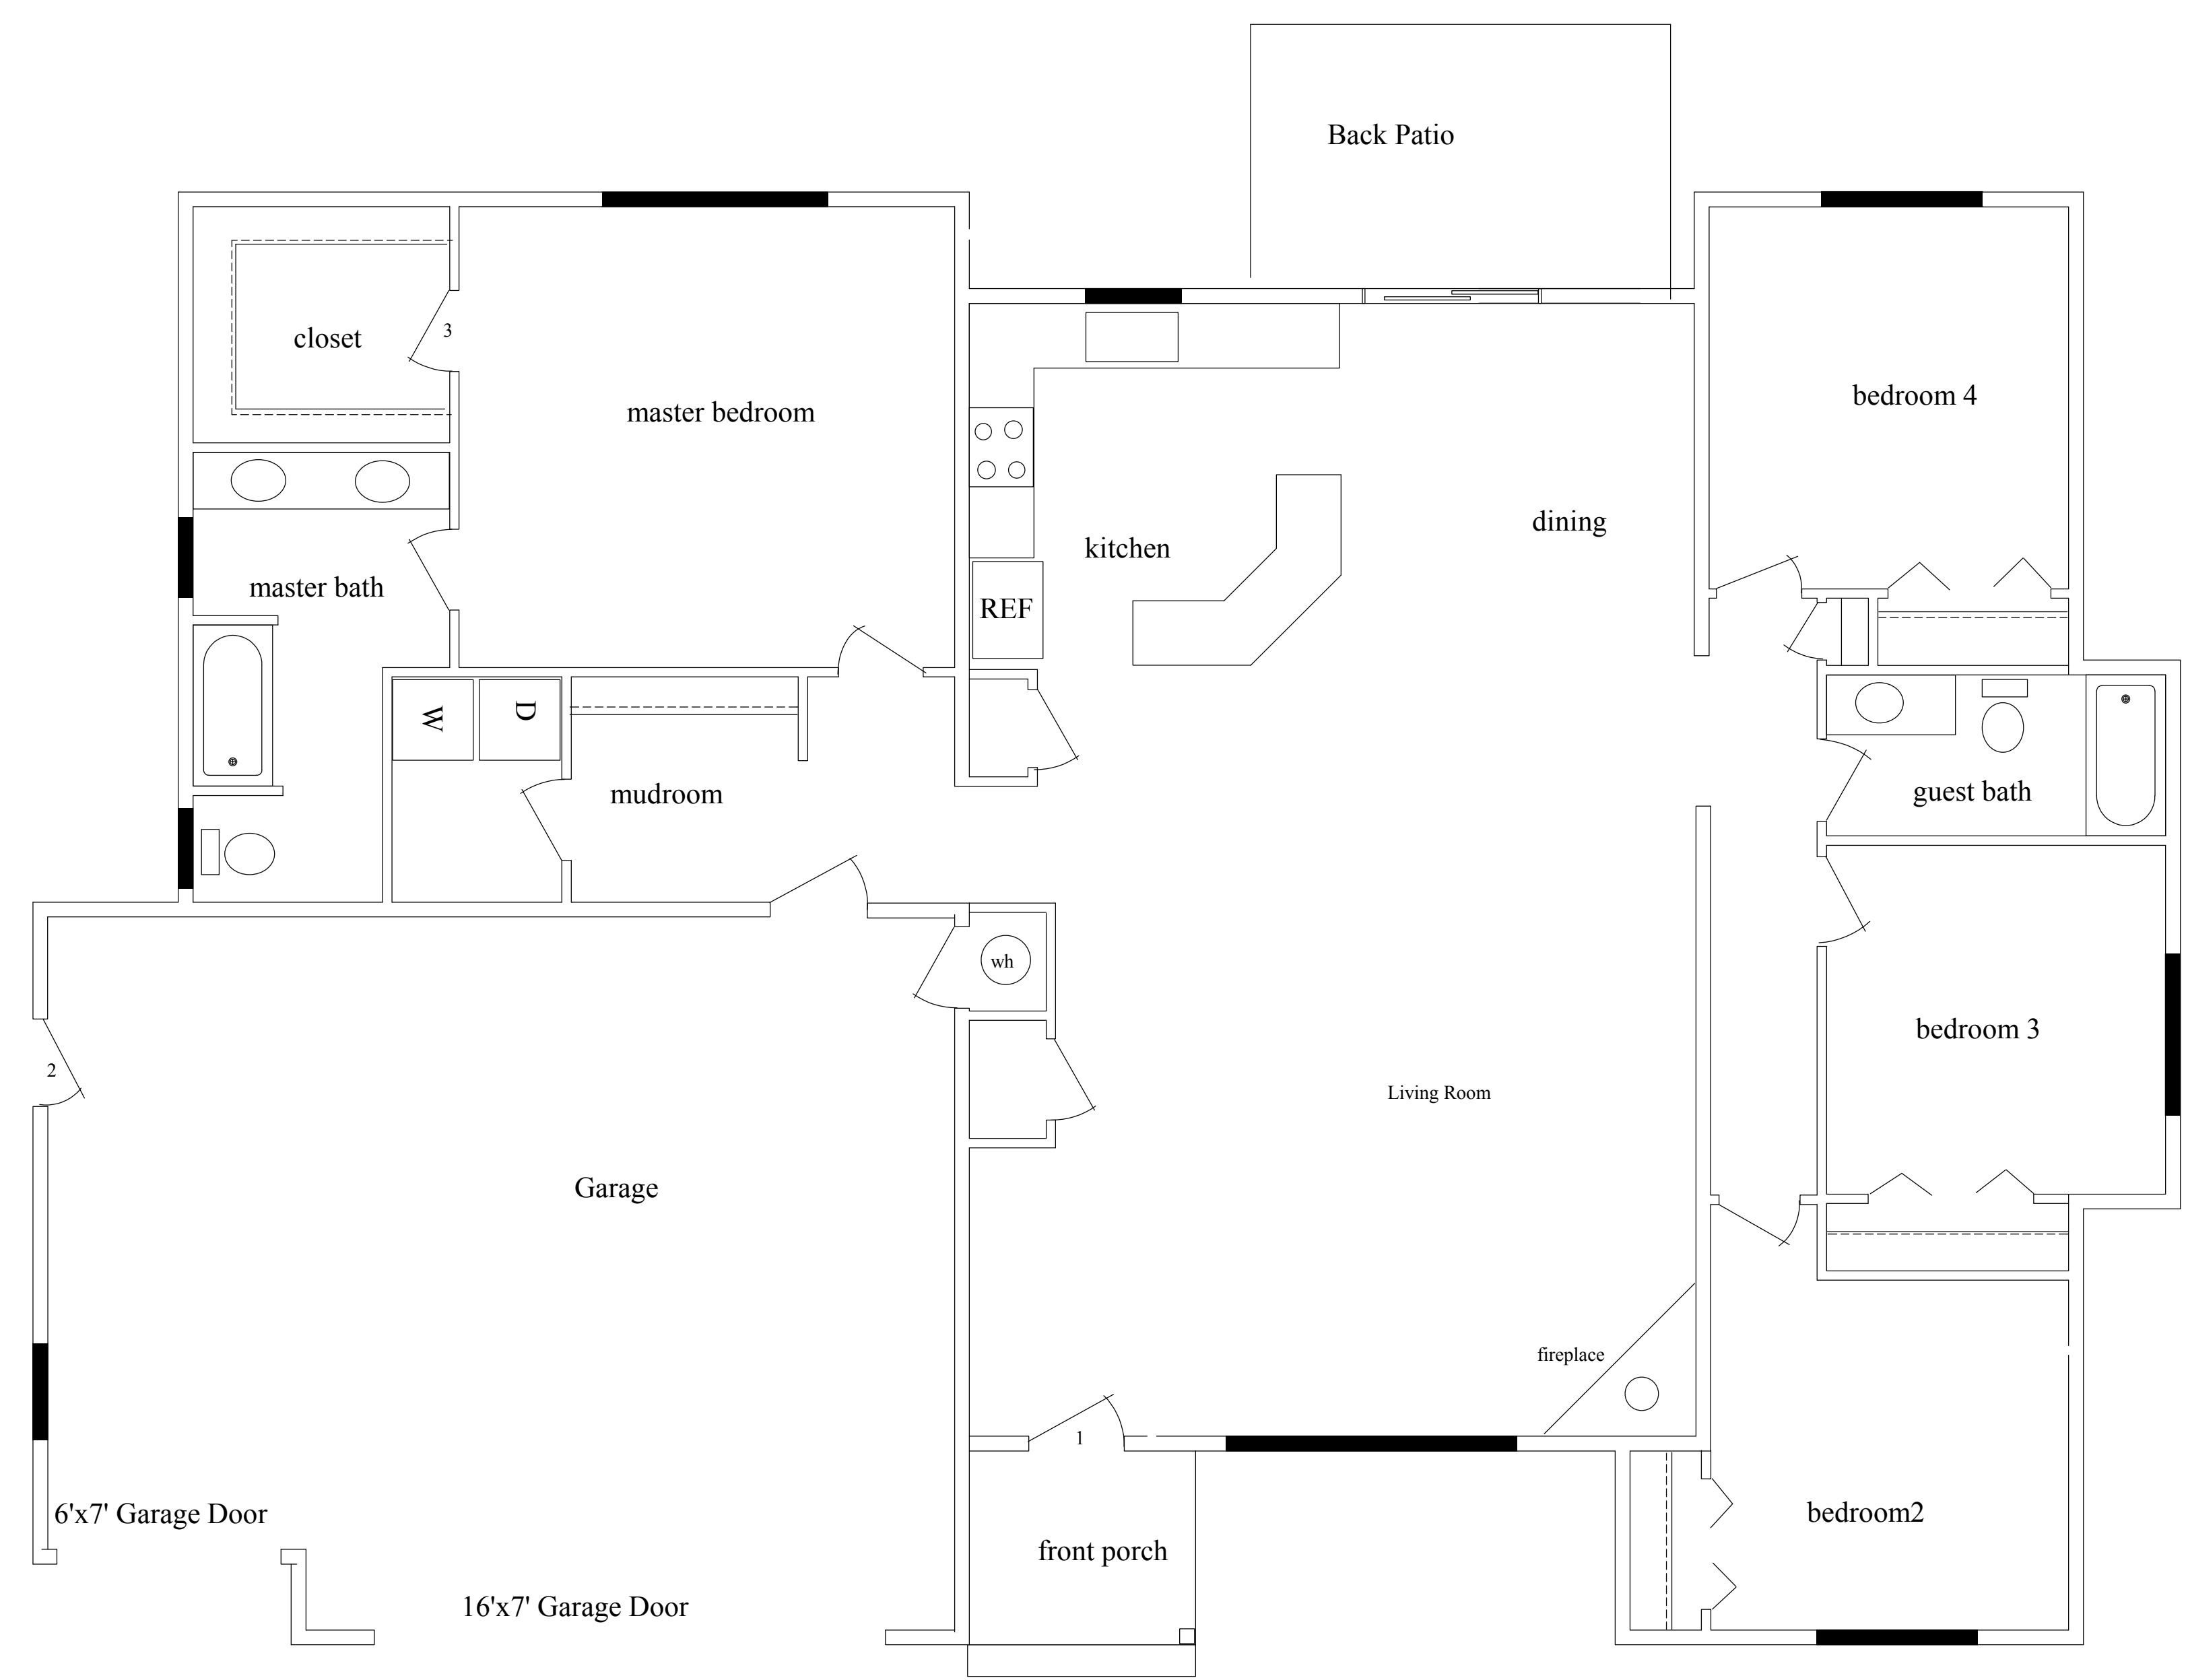 Back Patio
closet
3
master bedroom
bedroom 4
kitchen
dining
master bath
REF
W
D
mudroom
guest bath
wh
bedroom 3
2
Living Room
Garage
fireplace
1
6'x7' Garage Door
front porch
bedroom2
16'x7' Garage Door